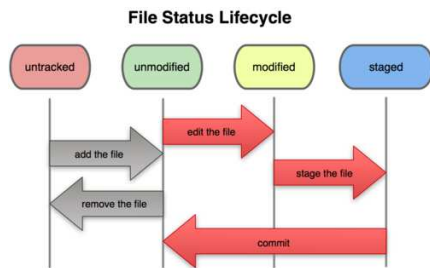 File Status Lifecycle
untracked
unmodified
modified
staged
edit the file
add the file
stage the file
remove the file
commit